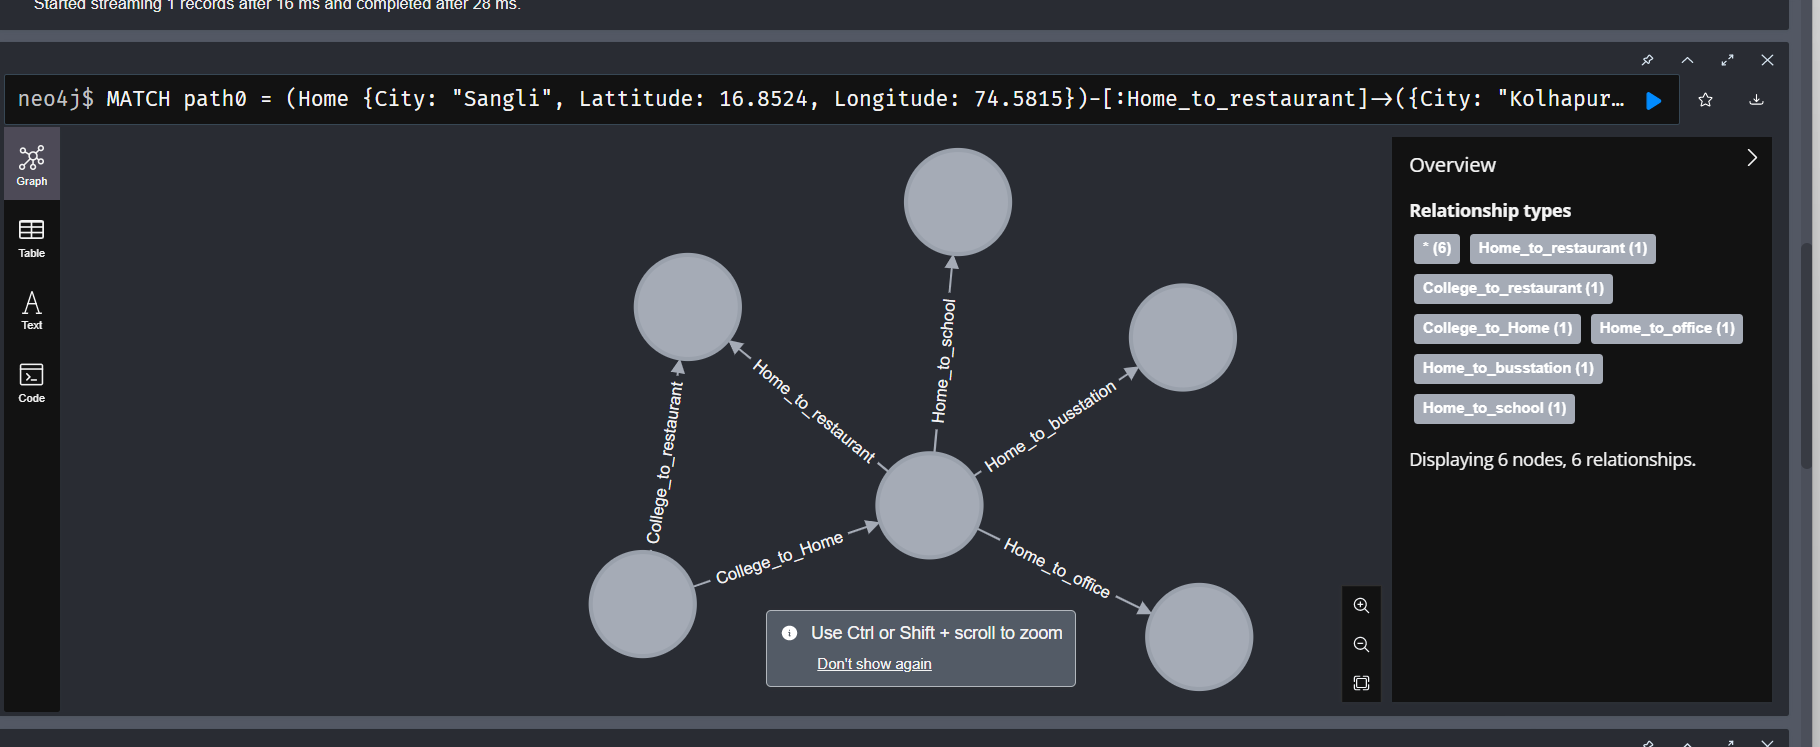 Started streaming 1 records after 16 ms and completed after 28 ms.
neo4j$ MATCH path0 = (Home {City: "Sangli", Lattitude: 16.8524, Longitude: 74.5815})-[:Home_to_restaurant]→({City: "Kolhapur…
Graph
Table
Text
Code
Home_to_school
Home_to_restaurant
Home_to_busstation
College_to_restaurant
College_to_Home
Home_to_office
Use Ctrl or Shift + scroll to zoom
Don't show again
Overview
Relationship types
* (6) Home_to_restaurant (1)
College_to_restaurant (1)
College_to_Home (1) Home_to_office (1)
Home_to_busstation (1)
Home_to_school (1)
Displaying 6 nodes, 6 relationships.